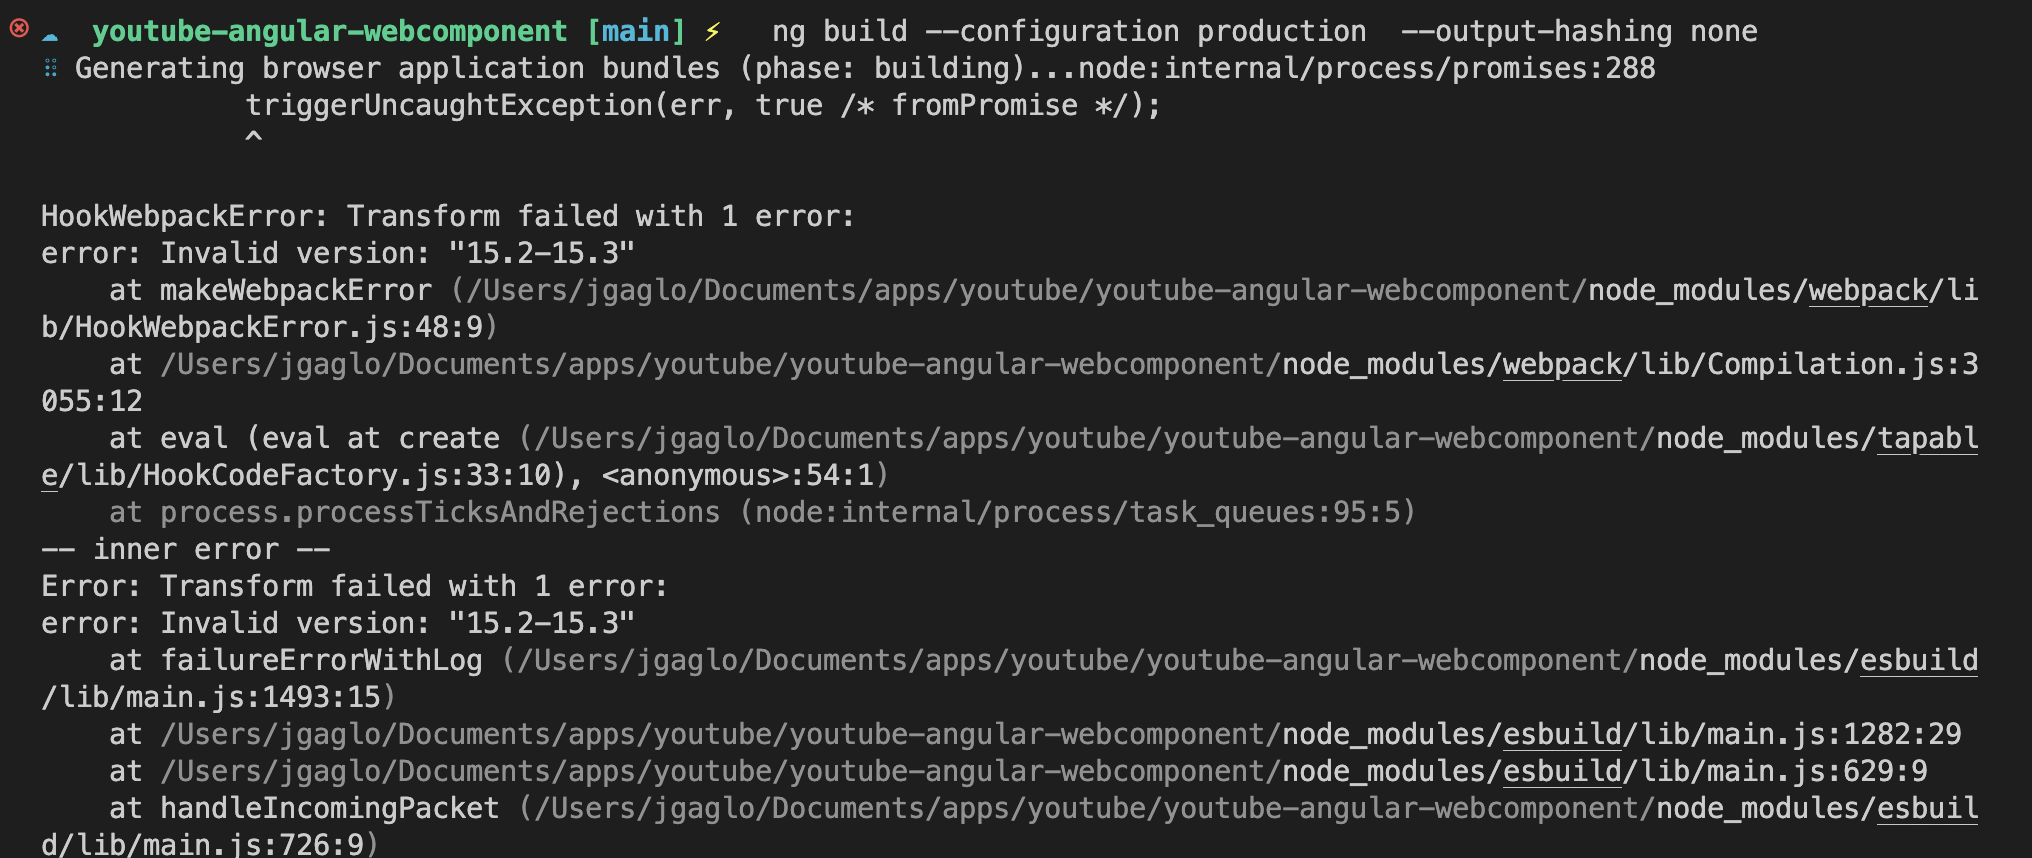 youtube-angular-webcomponent [main] ⚡ ng build --configuration production  --output-hashing none
⠿ Generating browser application bundles (phase: building)...node:internal/process/promises:288
            triggerUncaughtException(err, true /* fromPromise */);
            ^
HookWebpackError: Transform failed with 1 error:
error: Invalid version: "15.2-15.3"
    at makeWebpackError (/Users/jgaglo/Documents/apps/youtube/youtube-angular-webcomponent/node_modules/webpack/li
b/HookWebpackError.js:48:9)
    at /Users/jgaglo/Documents/apps/youtube/youtube-angular-webcomponent/node_modules/webpack/lib/Compilation.js:3
055:12
    at eval (eval at create (/Users/jgaglo/Documents/apps/youtube/youtube-angular-webcomponent/node_modules/tapabl
e/lib/HookCodeFactory.js:33:10), <anonymous>:54:1)
    at process.processTicksAndRejections (node:internal/process/task_queues:95:5)
-- inner error --
Error: Transform failed with 1 error:
error: Invalid version: "15.2-15.3"
    at failureErrorWithLog (/Users/jgaglo/Documents/apps/youtube/youtube-angular-webcomponent/node_modules/esbuild
/lib/main.js:1493:15)
    at /Users/jgaglo/Documents/apps/youtube/youtube-angular-webcomponent/node_modules/esbuild/lib/main.js:1282:29
    at /Users/jgaglo/Documents/apps/youtube/youtube-angular-webcomponent/node_modules/esbuild/lib/main.js:629:9
    at handleIncomingPacket (/Users/jgaglo/Documents/apps/youtube/youtube-angular-webcomponent/node_modules/esbuil
d/lib/main.js:726:9)